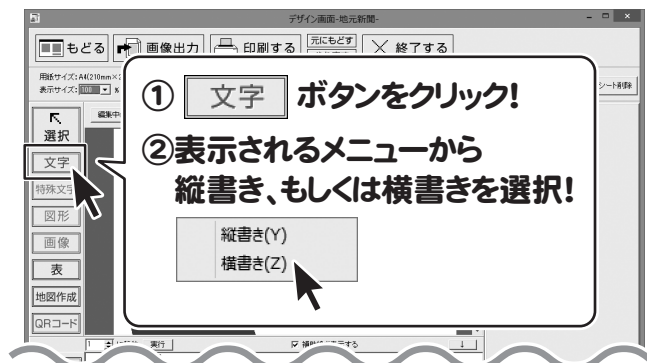 デザイン画面-地元新聞-
もどる 画像出力 印刷する 元にもどす 終了する
用紙サイズ:A4(210mm×
表示サイズ: 100 %
シート削除
選択
文字
特殊文字
図形
画像
表
地図作成
QRコード
① 文字 ボタンをクリック!
②表示されるメニューから
縦書き、もしくは横書きを選択!
縦書き(Y)
横書き(Z)
1 実行